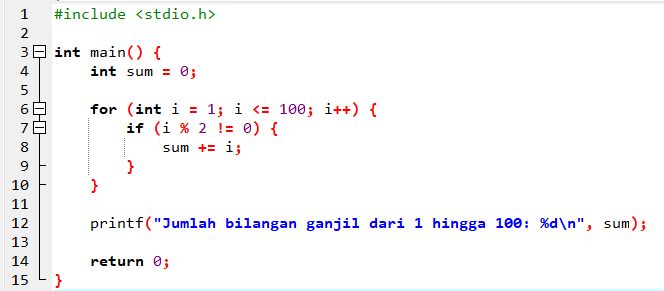 1 #include <stdio.h>
2
3 int main() {
4     int sum = 0;
5
6     for (int i = 1; i <= 100; i++) {
7         if (i % 2 != 0) {
8             sum += i;
9         }
10     }
11
12     printf("Jumlah bilangan ganjil dari 1 hingga 100: %d\n", sum);
13
14     return 0;
15 }